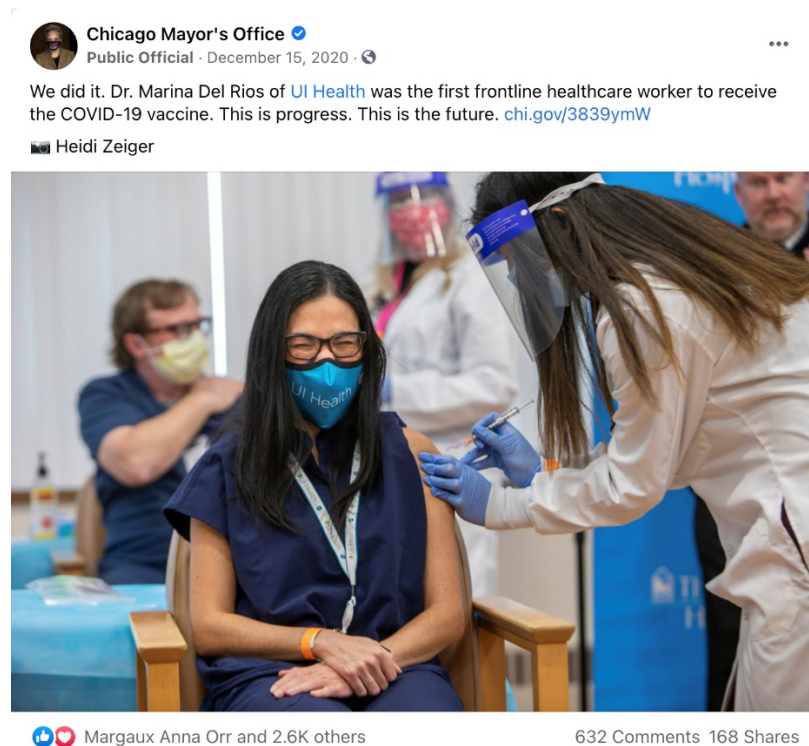 Chicago Mayor's Office
Public Official · December 15, 2020 ·
We did it. Dr. Marina Del Rios of UI Health was the first frontline healthcare worker to receive
the COVID-19 vaccine. This is progress. This is the future. chi.gov/3839ymW
Heidi Zeiger
UI Health
Margaux Anna Orr and 2.6K others
632 Comments 168 Shares